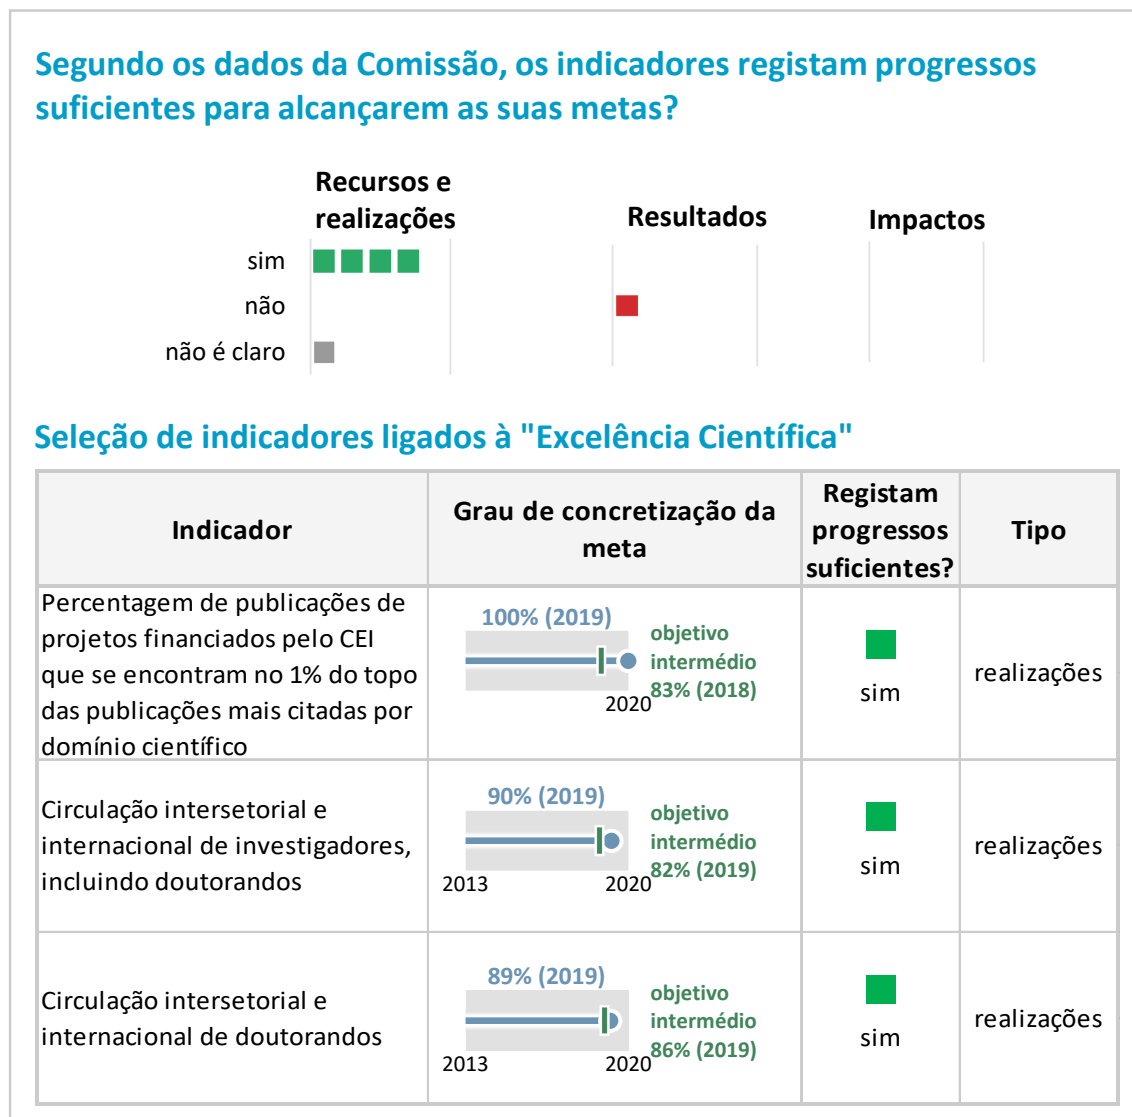 Segundo os dados da Comissão, os indicadores registam progressos
suficientes para alcançarem as suas metas?
Recursos e
realizações
Resultados
Impactos
sim
não
não é claro
Seleção de indicadores ligados à "Excelência Científica"
Indicador
Grau de concretização da
meta
Registam
progressos
suficientes?
Tipo
Percentagem de publicações de
projetos financiados pelo CEI
que se encontram no 1% do topo
das publicações mais citadas por
domínio científico
100% (2019)
objetivo
intermédio
83% (2018)
2020
sim
realizações
Circulação intersetorial e
internacional de investigadores,
incluindo doutorandos
90% (2019)
objetivo
intermédio
82% (2019)
2013
2020
sim
realizações
Circulação intersetorial e
internacional de doutorandos
89% (2019)
objetivo
intermédio
86% (2019)
2013
2020
sim
realizações